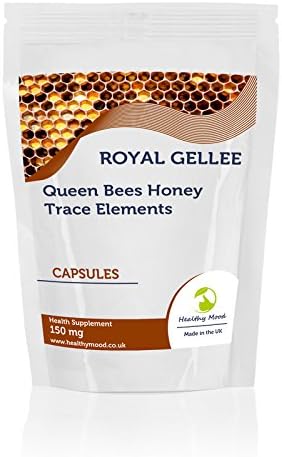 ROYAL GELLEE
Queen Bees Honey
Trace Elements
CAPSULES
Health Supplement
150 mg
www.healthymood.co.uk
Healthy Mood
Made in the UK